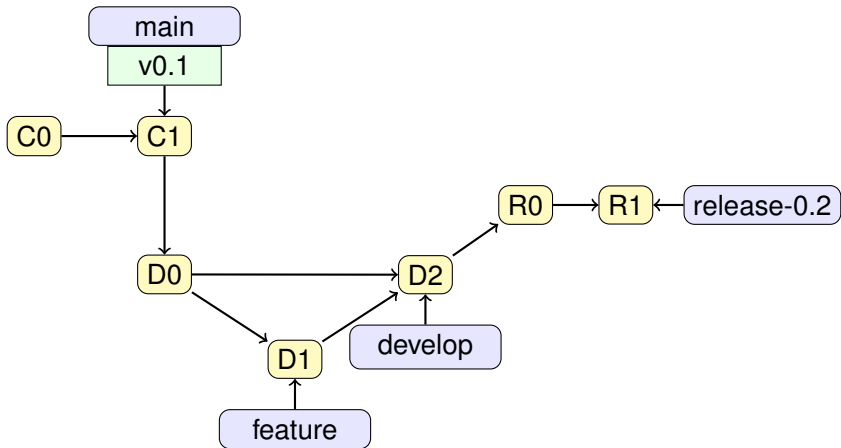 main
v0.1
C0
C1
R0
R1
release-0.2
D0
D2
develop
D1
feature